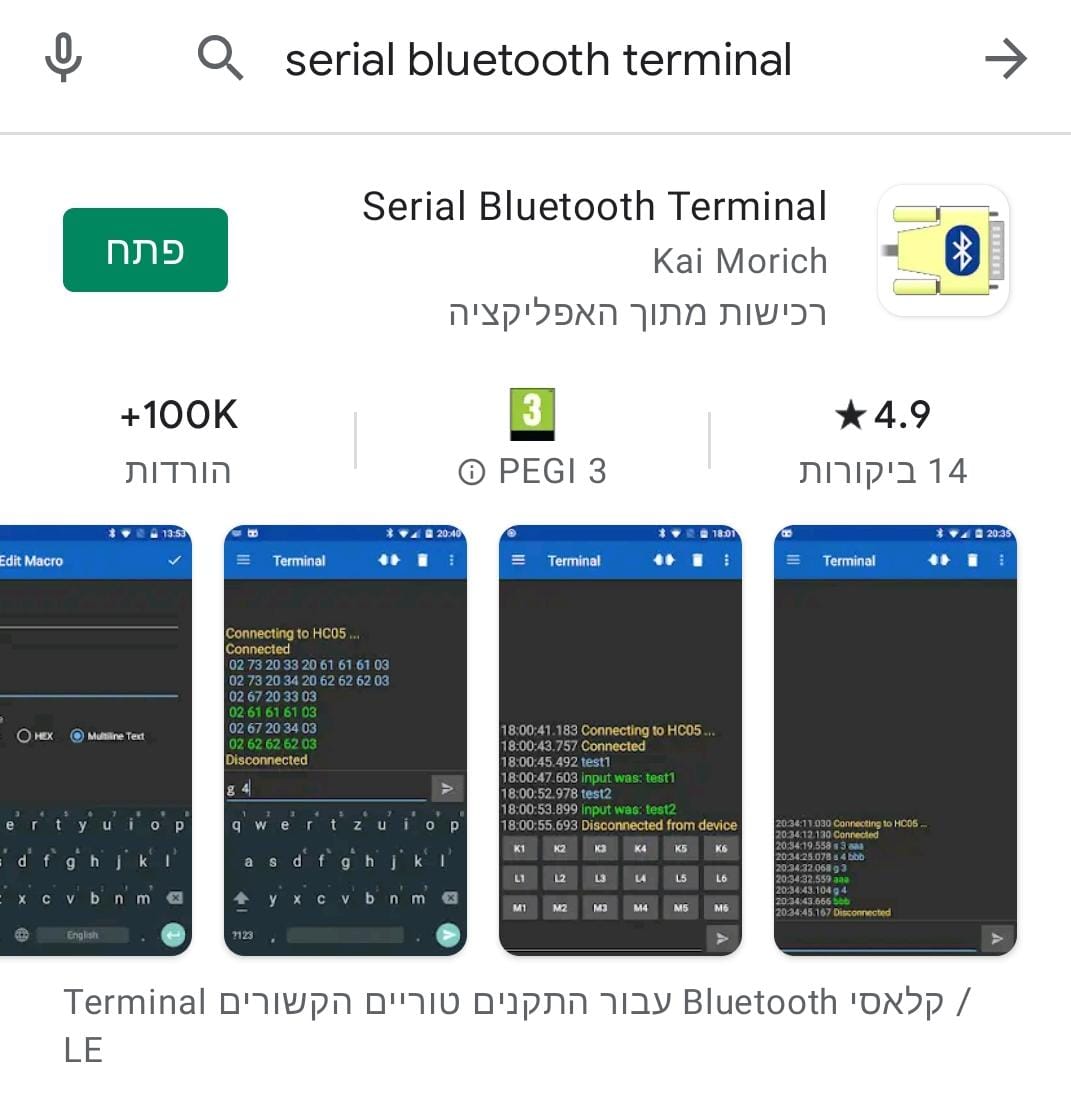 serial bluetooth terminal
Serial Bluetooth Terminal
Kai Morich
רכישות מתוך האפליקציה
פתח
4.9★
14 ביקורות
3
PEGI 3
100K+
הורדות
13:53
Edit Macro
HEX
Multiline Text
e r t y u i o p
d f g h j k l
x c v b n m
English
20:40
Terminal
Connecting to HC05 ...
Connected
02 73 20 33 20 61 61 61 03
02 73 20 34 20 62 62 62 03
02 67 20 33 03
02 61 61 61 03
02 67 20 34 03
02 62 62 62 03
Disconnected
g 4
q w e r t z u i o p
a s d f g h j k l
y x c v b n m
?123 , .
18:01
Terminal
18:00:41.183 Connecting to HC05 ...
18:00:43.757 Connected
18:00:45.492 test1
18:00:47.603 input was: test1
18:00:52.978 test2
18:00:53.899 input was: test2
18:00:55.693 Disconnected from device
K1 K2 K3 K4 K5 K6
L1 L2 L3 L4 L5 L6
M1 M2 M3 M4 M5 M6
20:35
Terminal
20:34:11.030 Connecting to HC05 ...
20:34:12.130 Connected
20:34:19.558 s 3 aaa
20:34:25.078 s 4 bbb
20:34:32.068 g 3
20:34:32.559 aaa
20:34:43.104 g 4
20:34:43.666 bbb
20:34:45.167 Disconnected
Terminal עבור התקנים טוריים הקשורים Bluetooth קלאסי /
LE